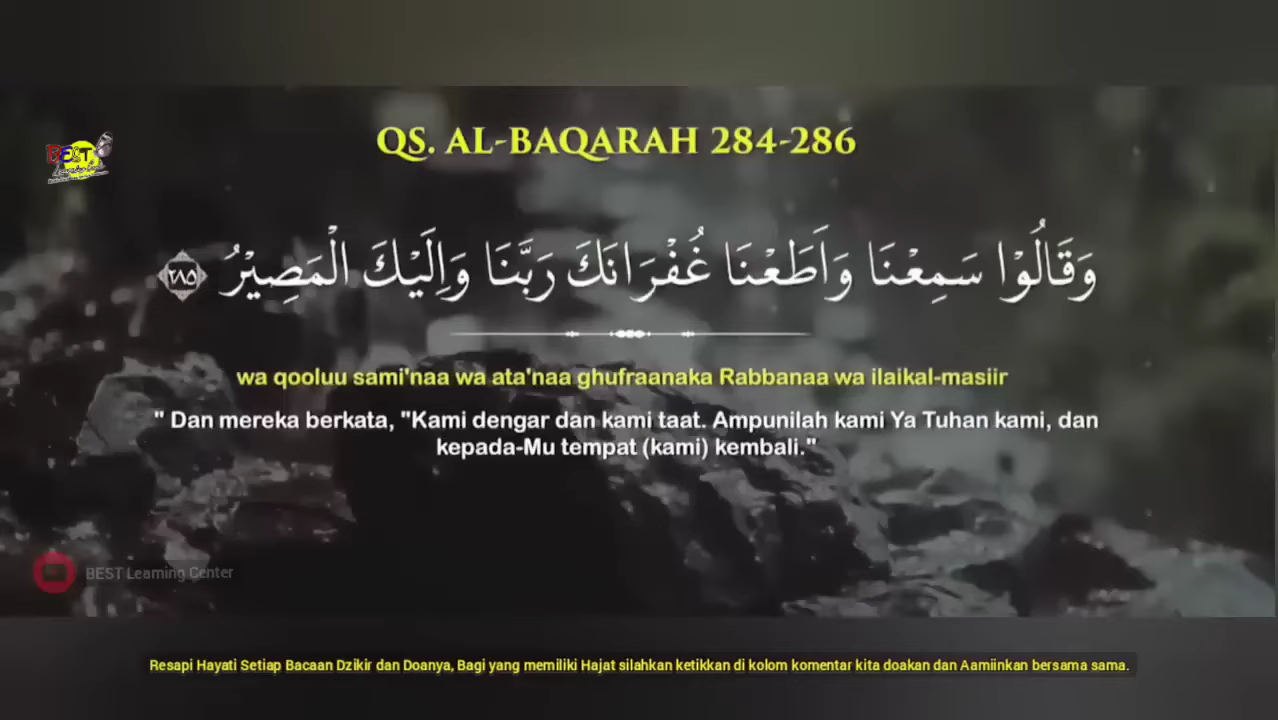 QS. AL-BAQARAH 284-286
BEST
وَقَالُوْا سَمِعْنَا وَاَطَعْنَا غُفْرَانَكَ رَبَّنَا وَاِلَيْكَ الْمَصِيْرُ ٢٨٥
wa qooluu sami'naa wa ata'naa ghufraanaka Rabbanaa wa ilaikal-masiir
" Dan mereka berkata, "Kami dengar dan kami taat. Ampunilah kami Ya Tuhan kami, dan
kepada-Mu tempat (kami) kembali."
BEST Learning Center
Resapi Hayati Setiap Bacaan Dzikir dan Doanya, Bagi yang memiliki Hajat silahkan ketikkan di kolom komentar kita doakan dan Aamiinkan bersama sama.